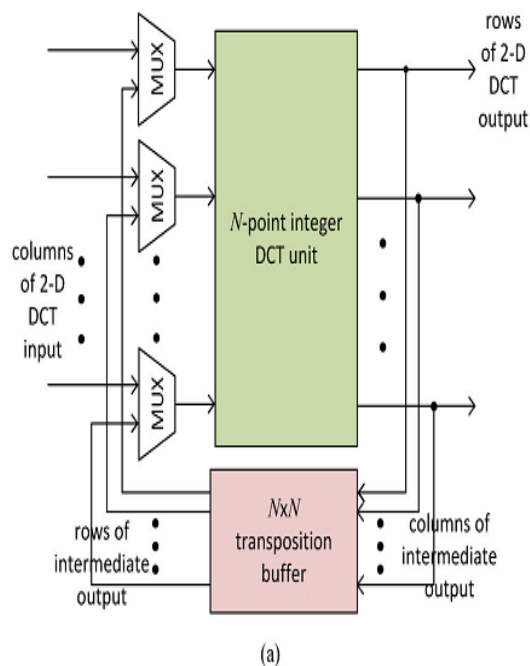 rows
of 2-D
DCT
output
MUX
MUX
N-point integer
DCT unit
columns
of 2-D
DCT
input
MUX
NxN
transposition
buffer
rows of
intermediate
output
columns of
intermediate
output
(a)